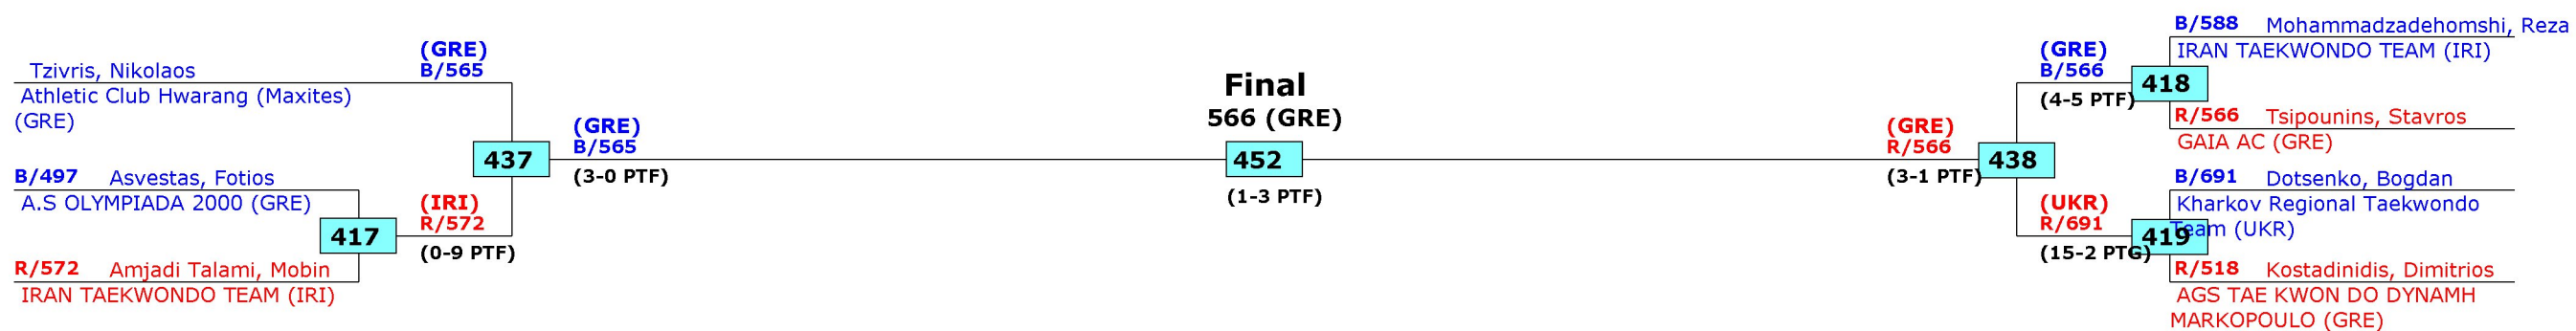 Tzivris, Nikolaos
Athletic Club Hwarang (Maxites)
(GRE)
B/497 Asvestas, Fotios
A.S OLYMPIADA 2000 (GRE)
417
R/572 Amjadi Talami, Mobin
IRAN TAEKWONDO TEAM (IRI)
(GRE)
B/565
437
(IRI)
R/572
(0-9 PTF)
(GRE)
B/565
(3-0 PTF)
Final
566 (GRE)
452
(1-3 PTF)
(GRE)
R/566
(3-1 PTF)
438
(GRE)
B/566
(4-5 PTF)
(UKR)
R/691
(15-2 PTG)
B/588 Mohammadzadehomshi, Reza
IRAN TAEKWONDO TEAM (IRI)
418
R/566 Tsipounins, Stavros
GAIA AC (GRE)
B/691 Dotsenko, Bogdan
Kharkov Regional Taekwondo
Team (UKR)
419
R/518 Kostadinidis, Dimitrios
AGS TAE KWON DO DYNAMH
MARKOPOULO (GRE)